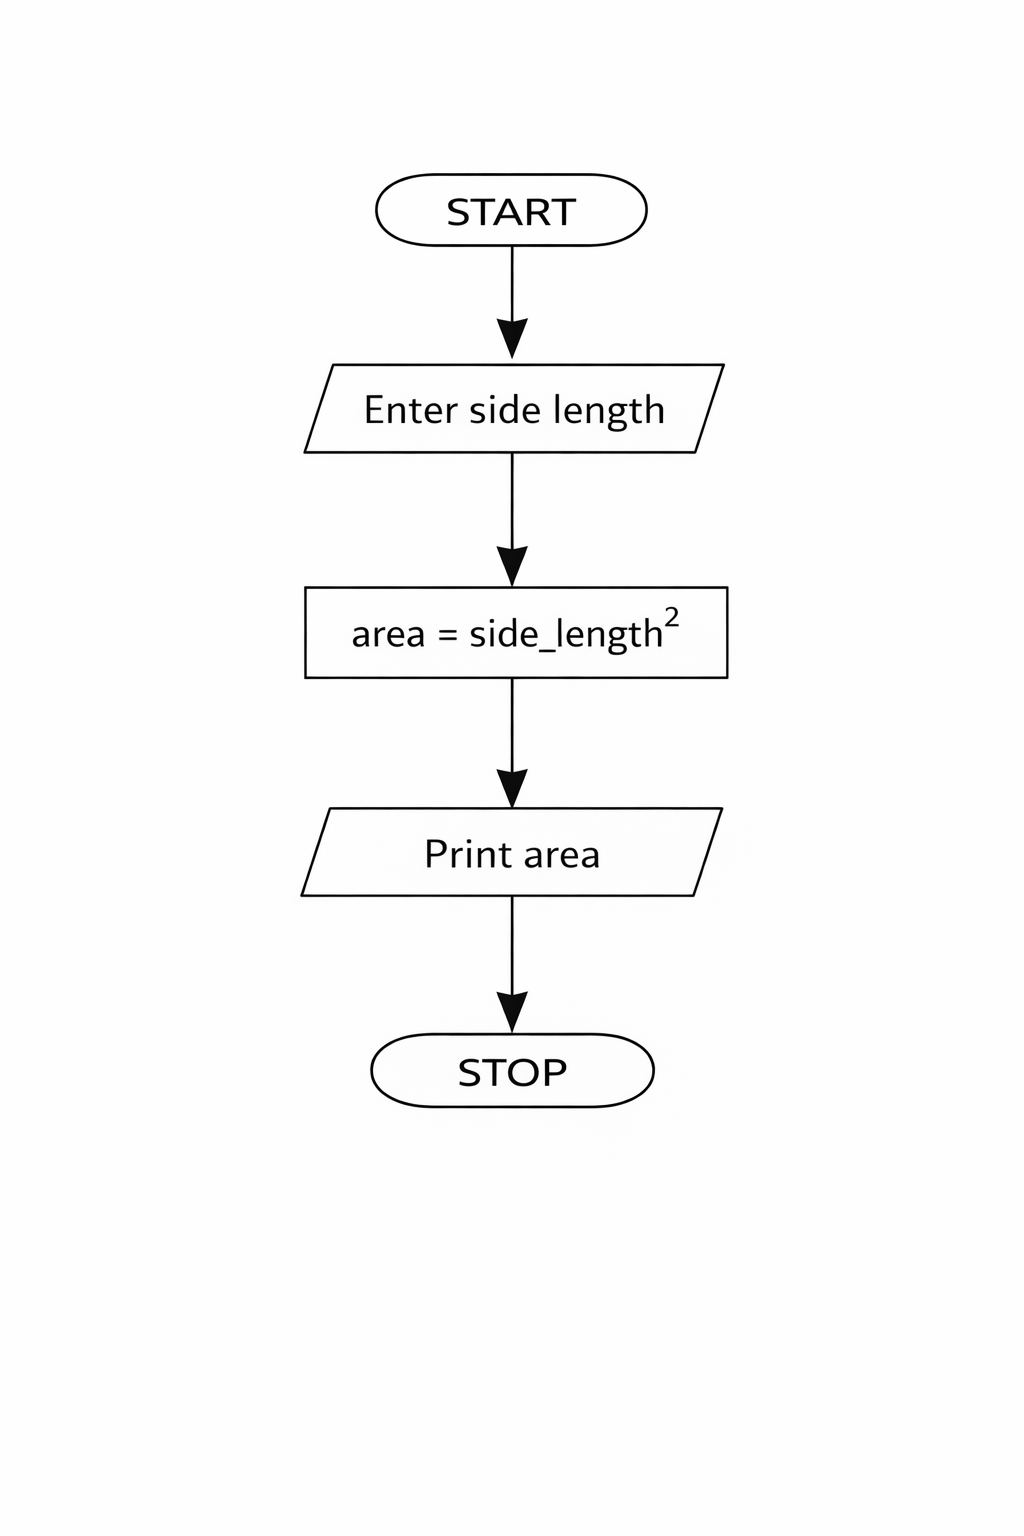 START
Enter side length
area = side_length²
Print area
STOP